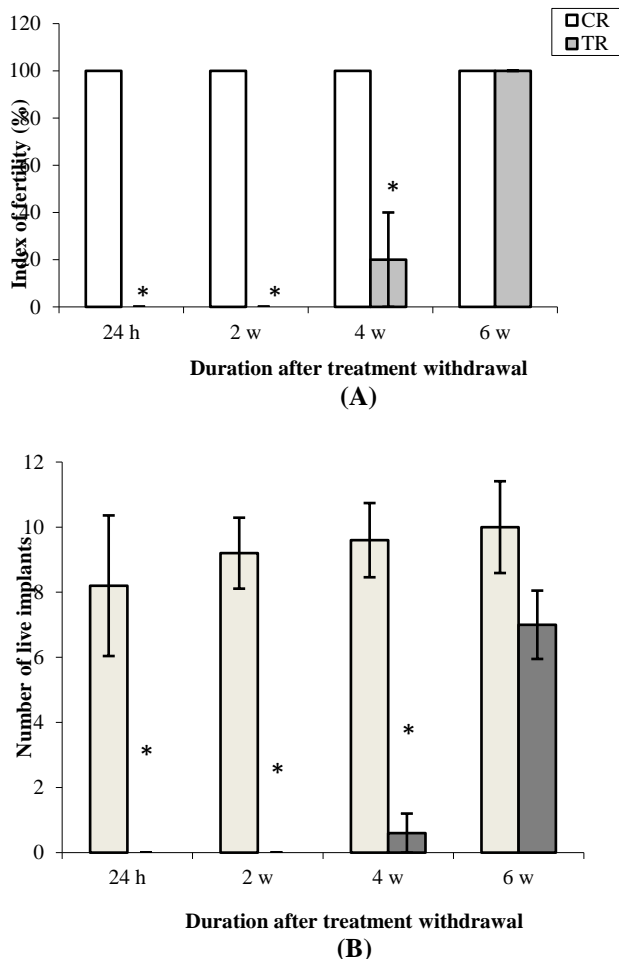 CR
TR
Index of fertility (%)
120
100
80
60
40
20
0
*
*
*
24 h 2 w 4 w 6 w
Duration after treatment withdrawal
(A)
Number of live implants
12
10
8
6
4
2
0
*
*
*
24 h 2 w 4 w 6 w
Duration after treatment withdrawal
(B)